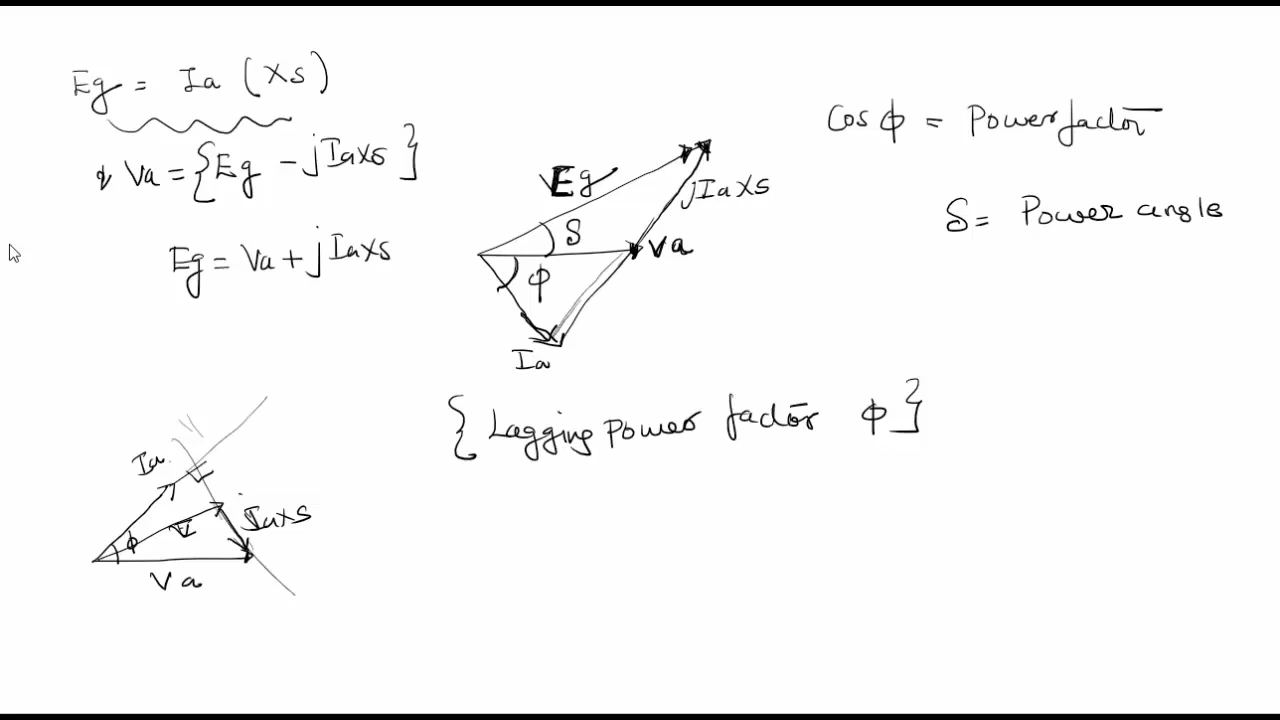 Eg = Ia (Xs)
& Va = {Eg - jIaXs}
Eg = Va + jIaXs
Cos ϕ = Power factor
δ = Power angle
Eg
jIaXs
δ
Va
ϕ
Ia
{Lagging Power factor ϕ}
Ia
ϕ
E
jIaXs
Va